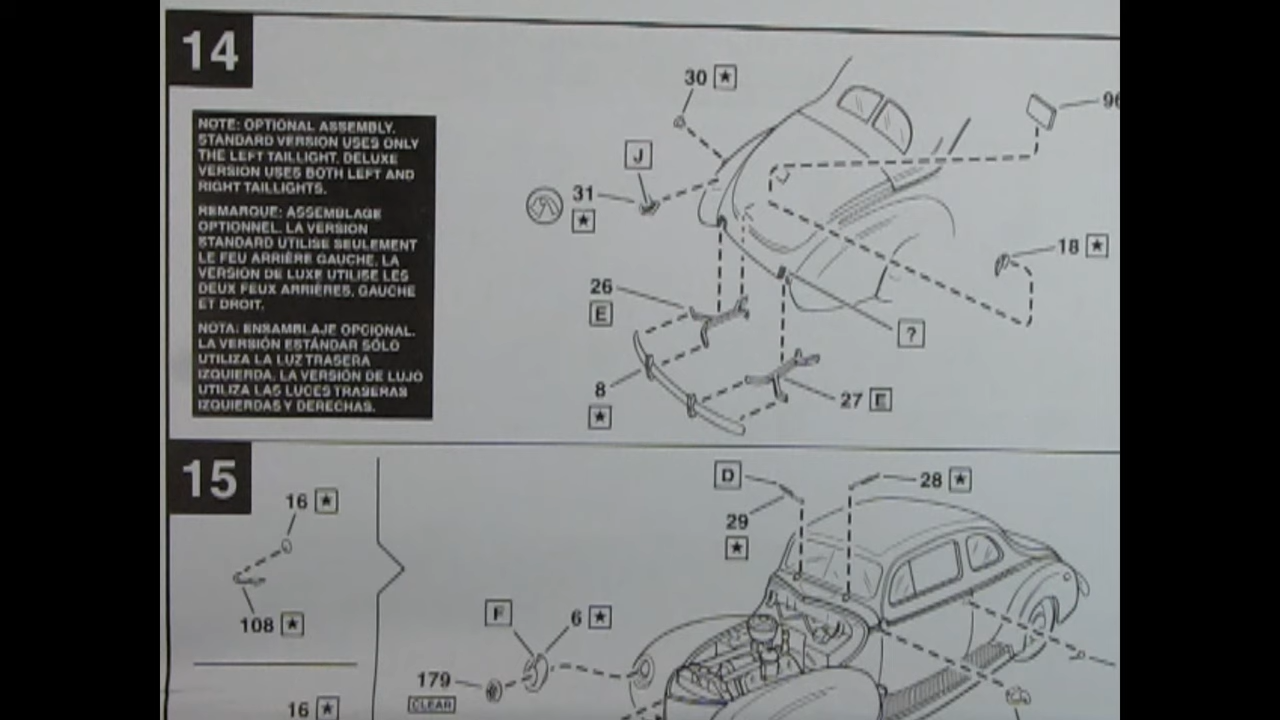 14
NOTE: OPTIONAL ASSEMBLY.
STANDARD VERSION USES ONLY
THE LEFT TAILLIGHT. DELUXE
VERSION USES BOTH LEFT AND
RIGHT TAILLIGHTS.
REMARQUE: ASSEMBLAGE
OPTIONNEL. LA VERSION
STANDARD UTILISE SEULEMENT
LE FEU ARRIÈRE GAUCHE. LA
VERSION DE LUXE UTILISE LES
DEUX FEUX ARRIÈRES, GAUCHE
ET DROIT.
NOTA: ENSAMBLAJE OPCIONAL.
LA VERSIÓN ESTÁNDAR SÓLO
UTILIZA LA LUZ TRASERA
IZQUIERDA. LA VERSIÓN DE LUJO
UTILIZA LAS LUCES TRASERAS
IZQUIERDAS Y DERECHAS.
30 ★
96
J
31
★
18 ★
26
E
?
8
★
27 E
15
16 ★
108 ★
16 ★
D
28 ★
29
★
F
6 ★
179
CLEAR